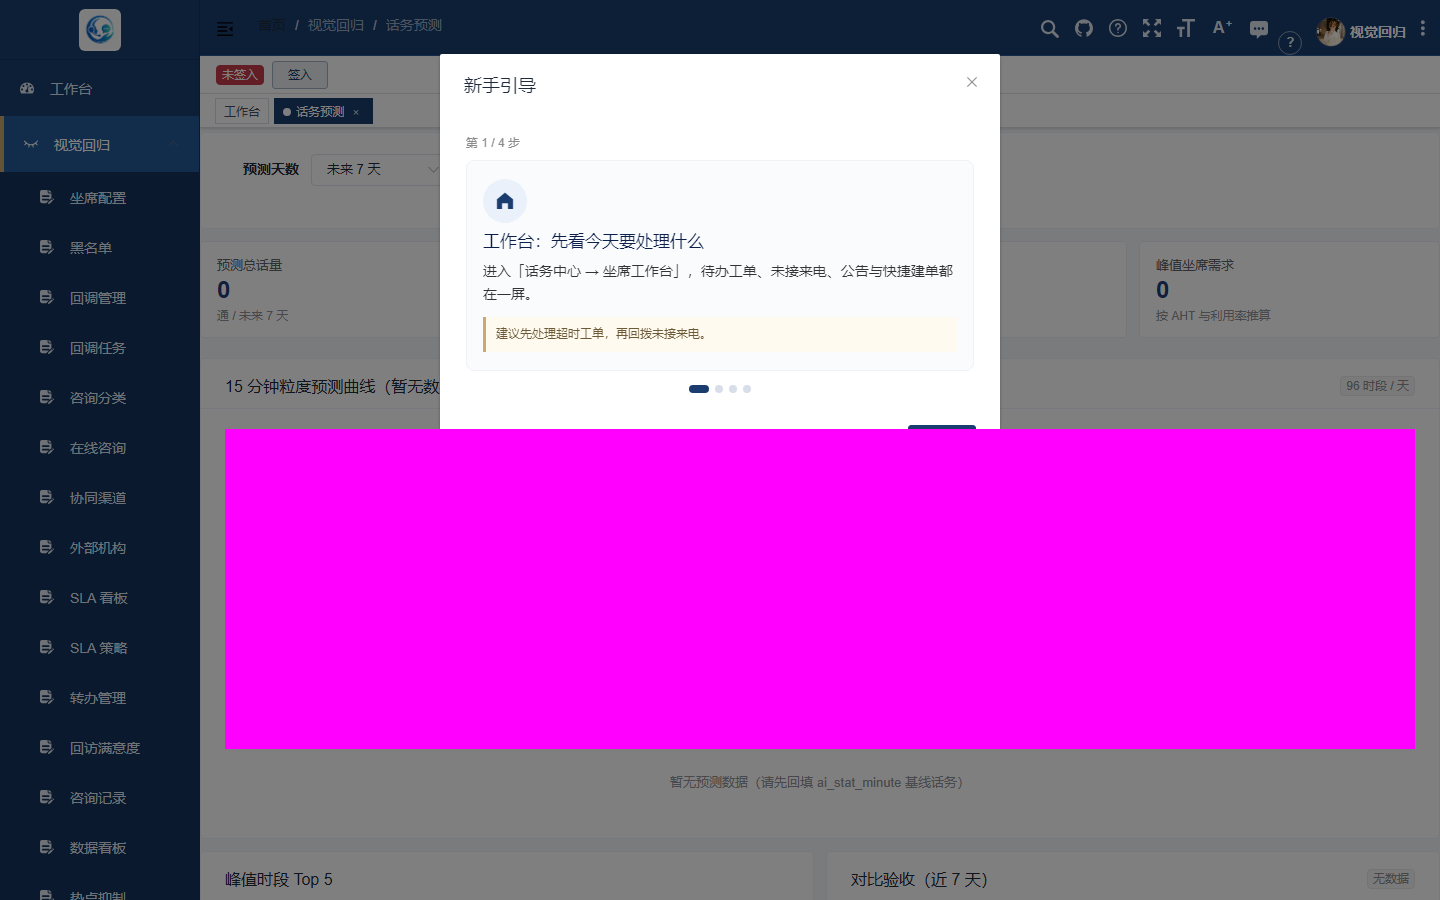 首页 / 视觉回归 / 话务预测
A+
?
视觉回归
工作台
视觉回归
坐席配置
黑名单
回调管理
回调任务
咨询分类
在线咨询
协同渠道
外部机构
SLA 看板
SLA 策略
转办管理
回访满意度
咨询记录
数据看板
热点抑制
未签入 签入
工作台 话务预测 ×
预测天数 未来 7 天
预测总话量
0
通 / 未来 7 天
峰值坐席需求
0
按 AHT 与利用率推算
15 分钟粒度预测曲线（暂无数
96 时段 / 天
新手引导
第 1 / 4 步
工作台：先看今天要处理什么
进入「话务中心 → 坐席工作台」，待办工单、未接来电、公告与快捷建单都
在一屏。
建议先处理超时工单，再回拨未接来电。
暂无预测数据（请先回填 ai_stat_minute 基线话务）
峰值时段 Top 5
对比验收（近 7 天）
无数据